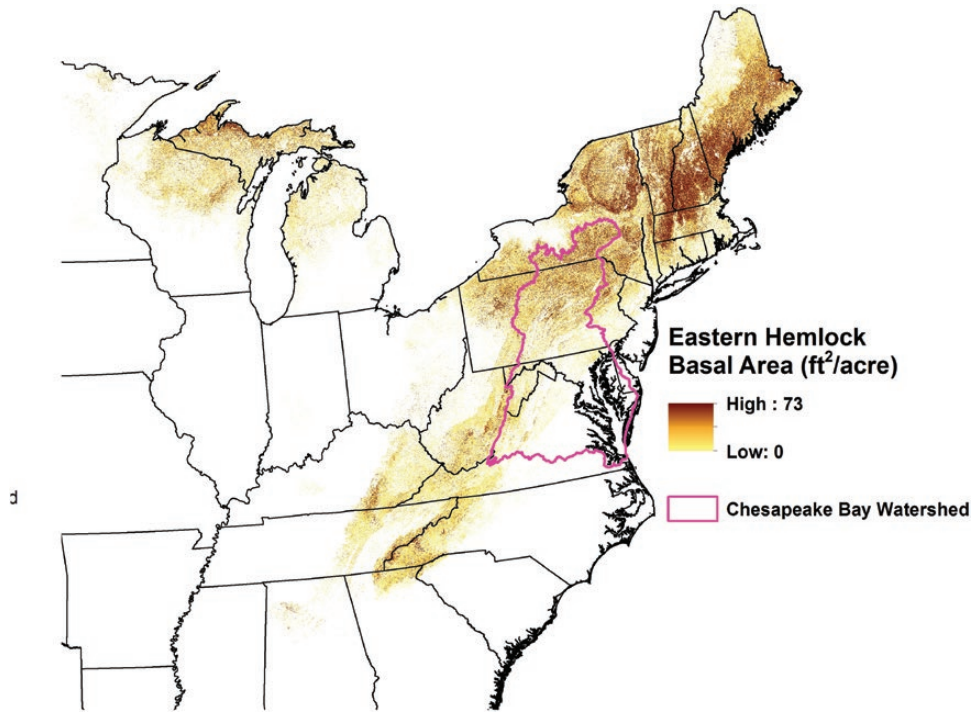 Eastern Hemlock
Basal Area (ft²/acre)
High : 73
Low: 0
d
Chesapeake Bay Watershed